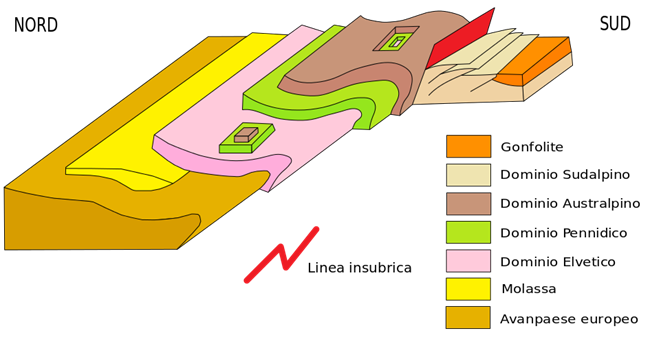 NORD
SUD
Gonfolite
Dominio Sudalpino
Dominio Australpino
Dominio Pennidico
Dominio Elvetico
Molassa
Avanpaese europeo
Linea insubrica